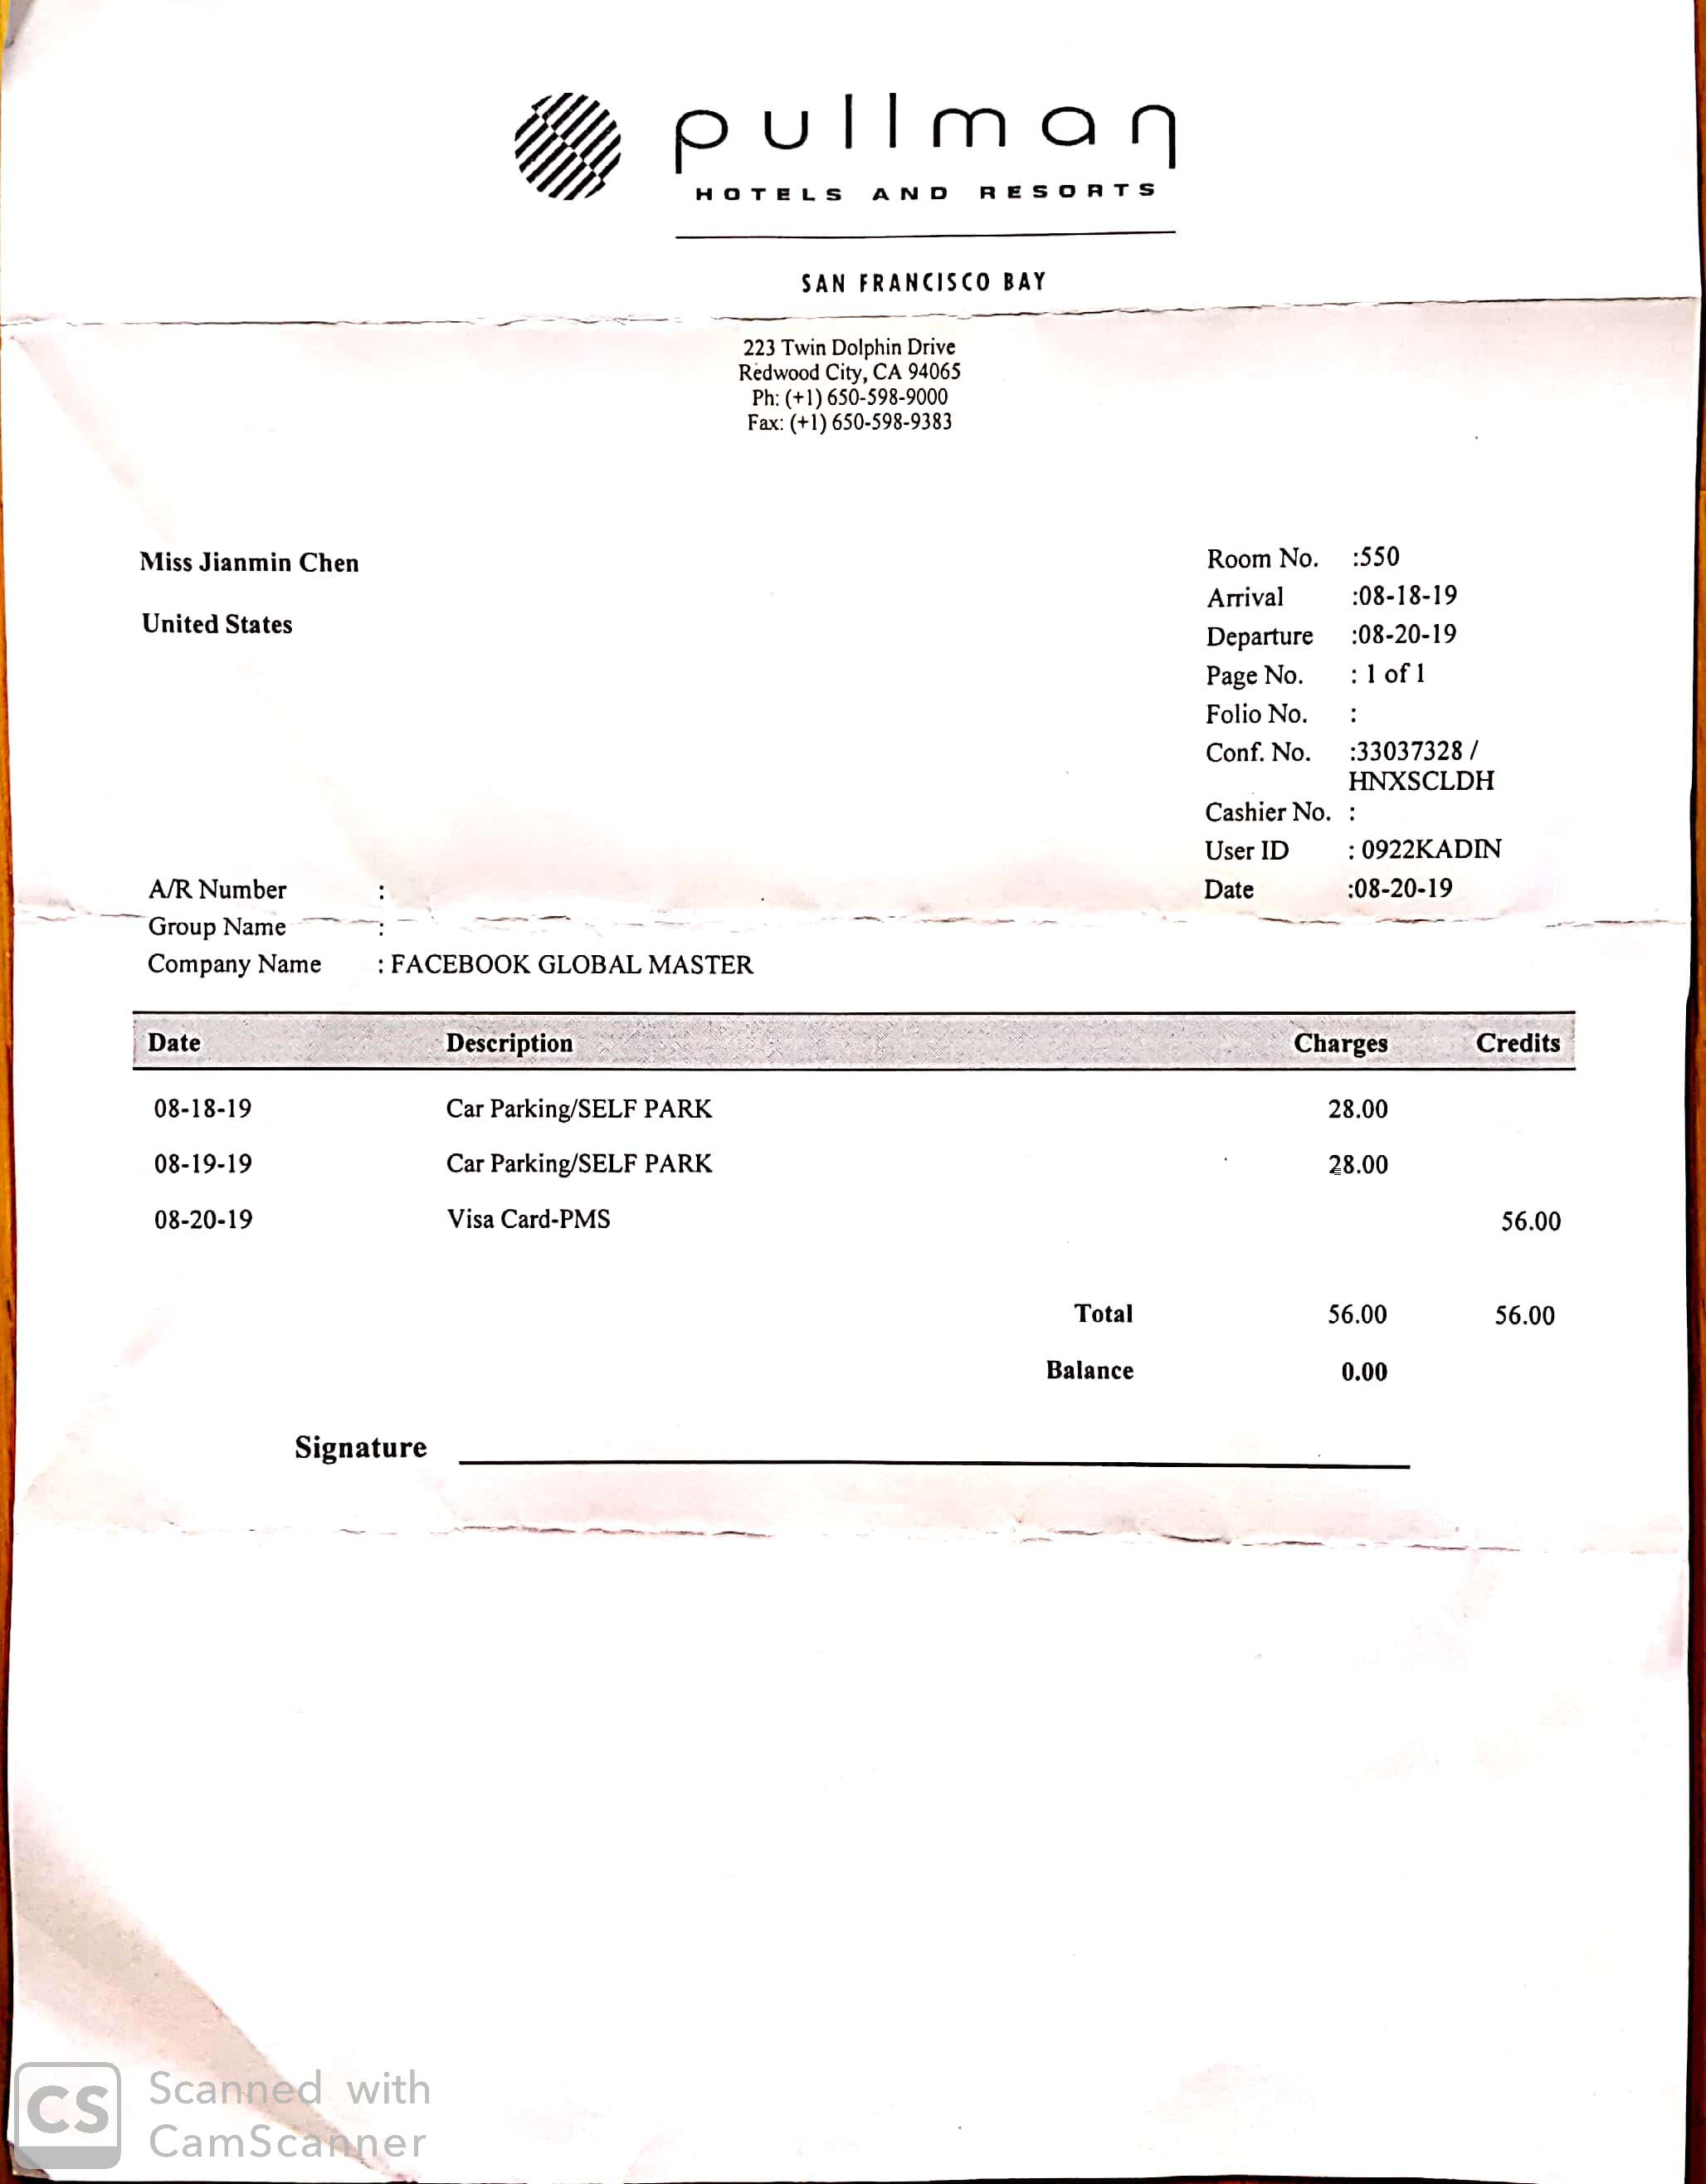 pullman
HOTELS AND RESORTS
SAN FRANCISCO BAY
223 Twin Dolphin Drive
Redwood City, CA 94065
Ph: (+1) 650-598-9000
Fax: (+1) 650-598-9383
Miss Jianmin Chen
United States
Room No. :550
Arrival :08-18-19
Departure :08-20-19
Page No. : 1 of 1
Folio No. :
Conf. No. :33037328 /
HNXSCLDH
Cashier No. :
User ID : 0922KADIN
Date :08-20-19
A/R Number :
Group Name :
Company Name : FACEBOOK GLOBAL MASTER
Date Description Charges Credits
08-18-19 Car Parking/SELF PARK 28.00
08-19-19 Car Parking/SELF PARK 28.00
08-20-19 Visa Card-PMS 56.00
Total 56.00 56.00
Balance 0.00
Signature
CS Scanned with
CamScanner